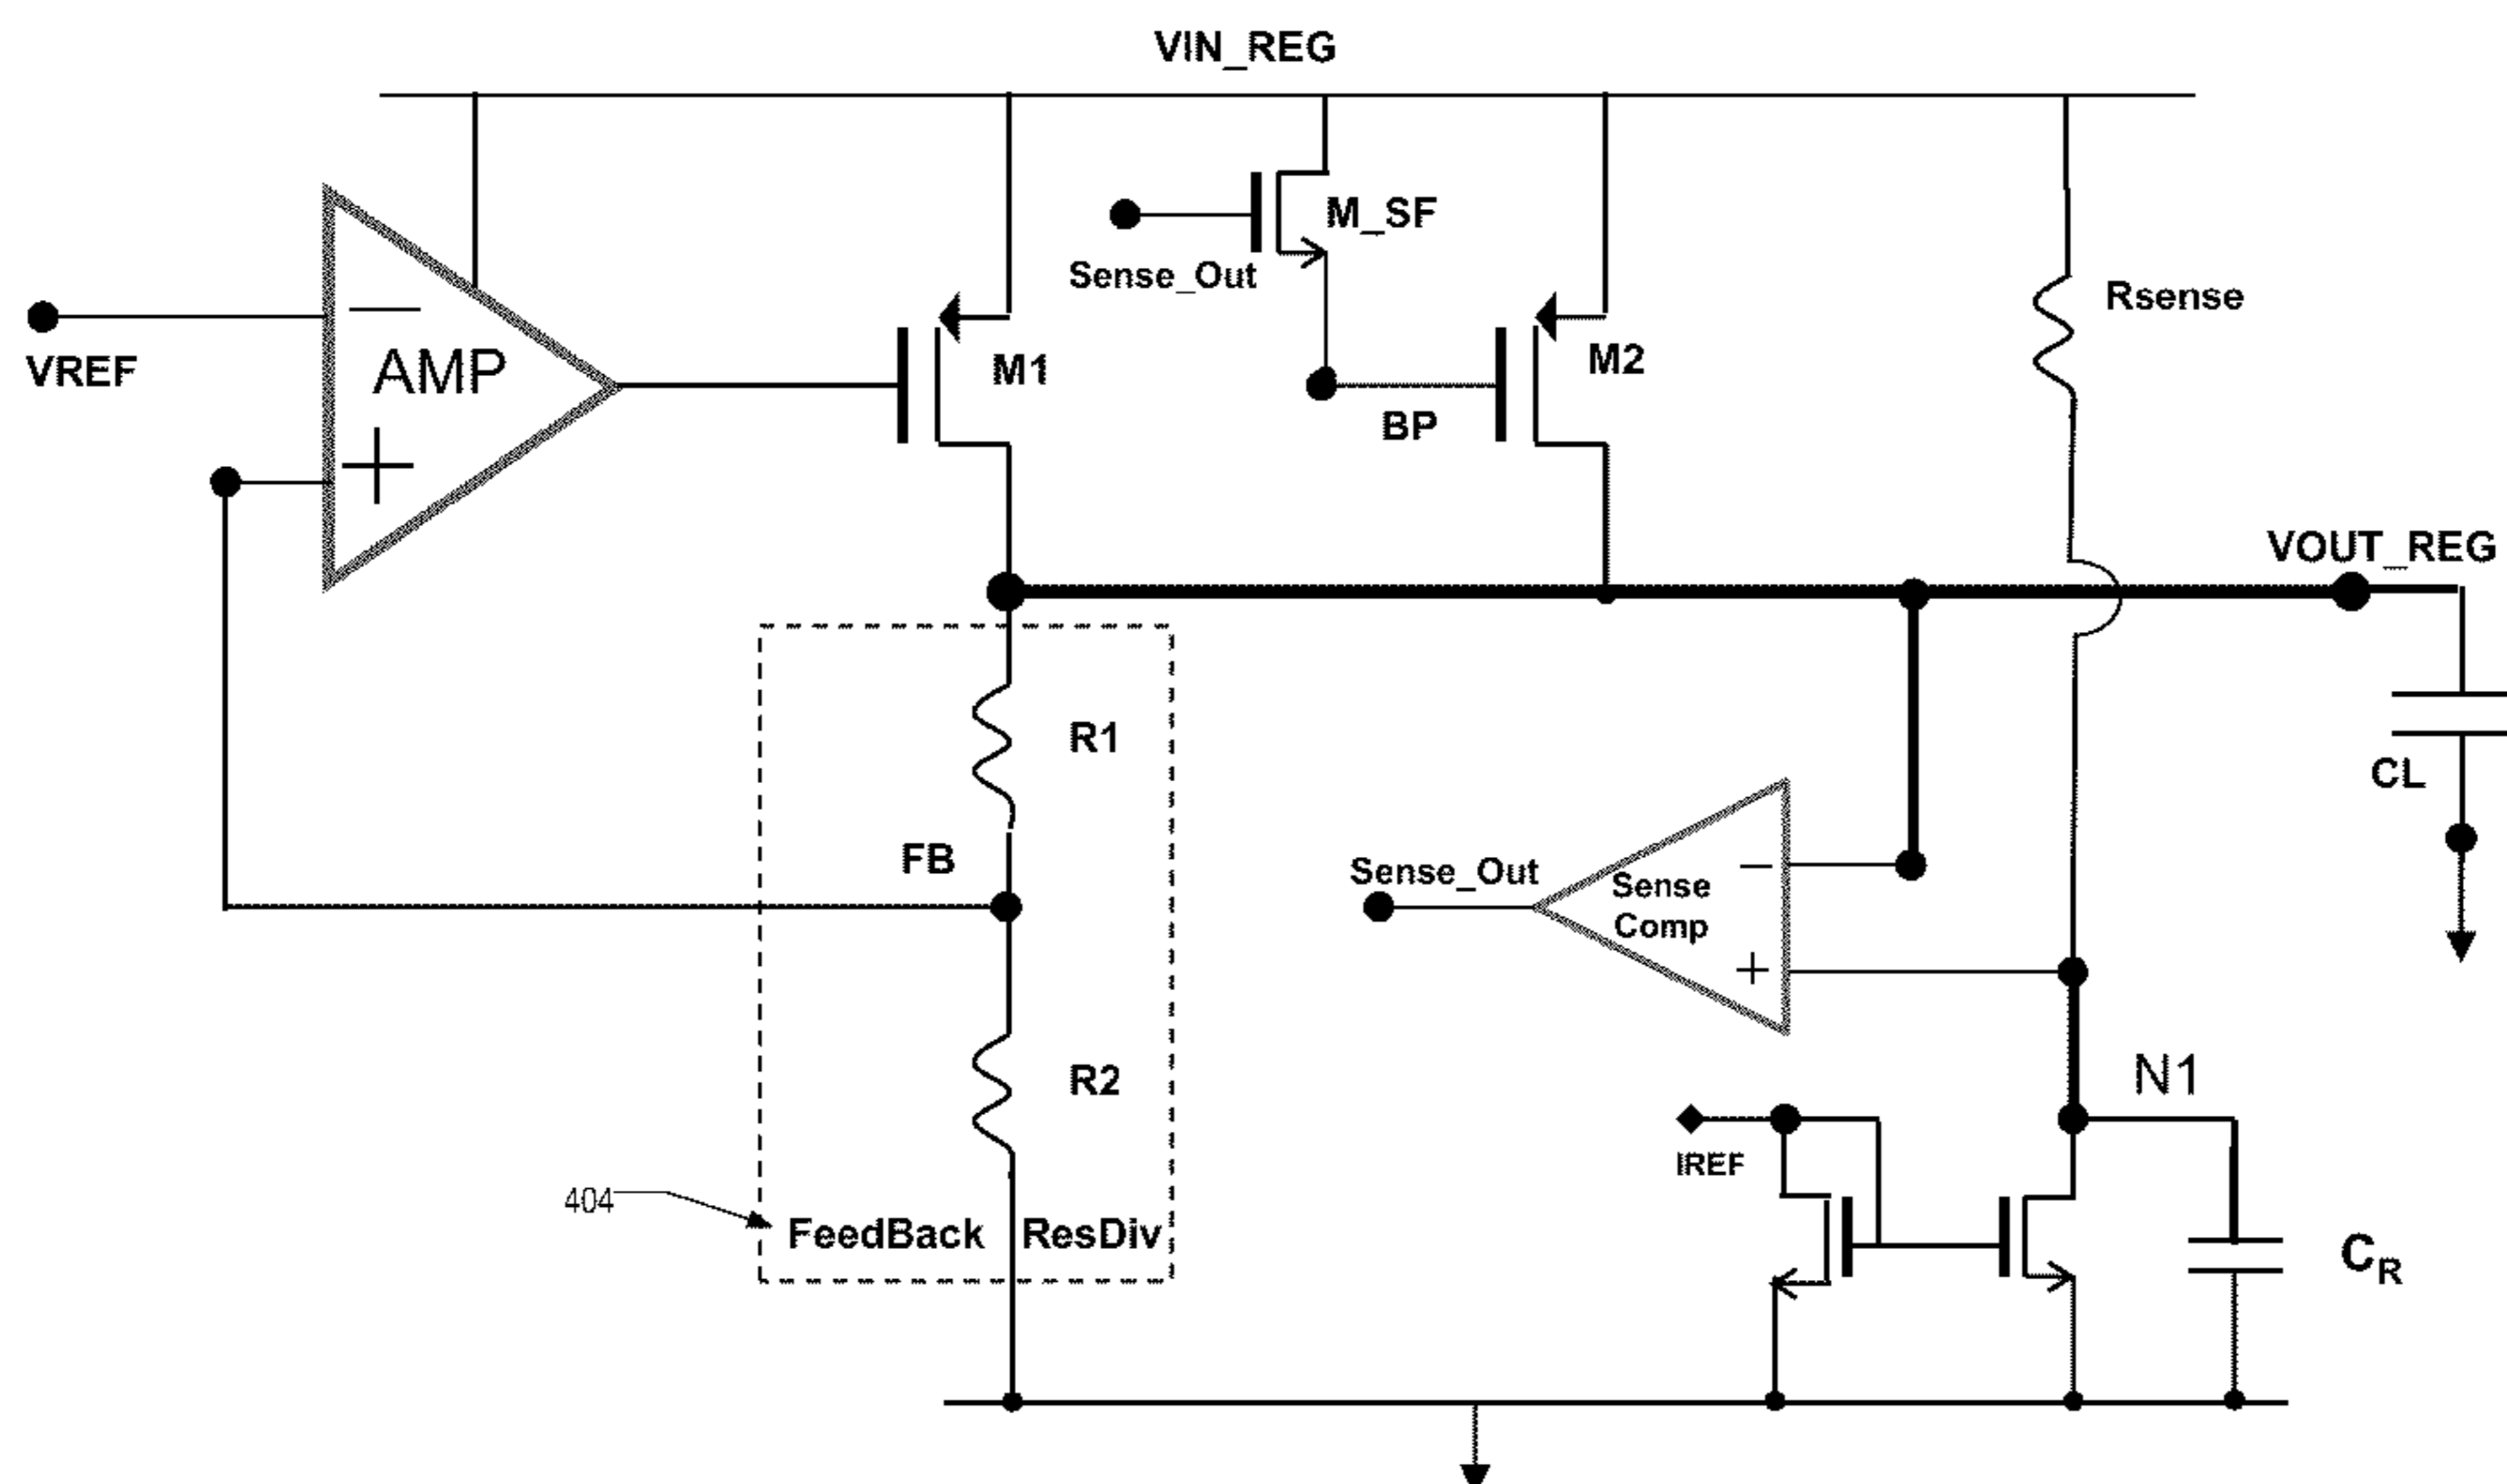 VIN_REG
M_SF
Sense_Out
Rsense
VREF
−
AMP
+
M1
M2
BP
VOUT_REG
R1
CL
FB
Sense_Out
−
Sense
Comp
+
R2
N1
IREF
404
FeedBack ResDiv
CR